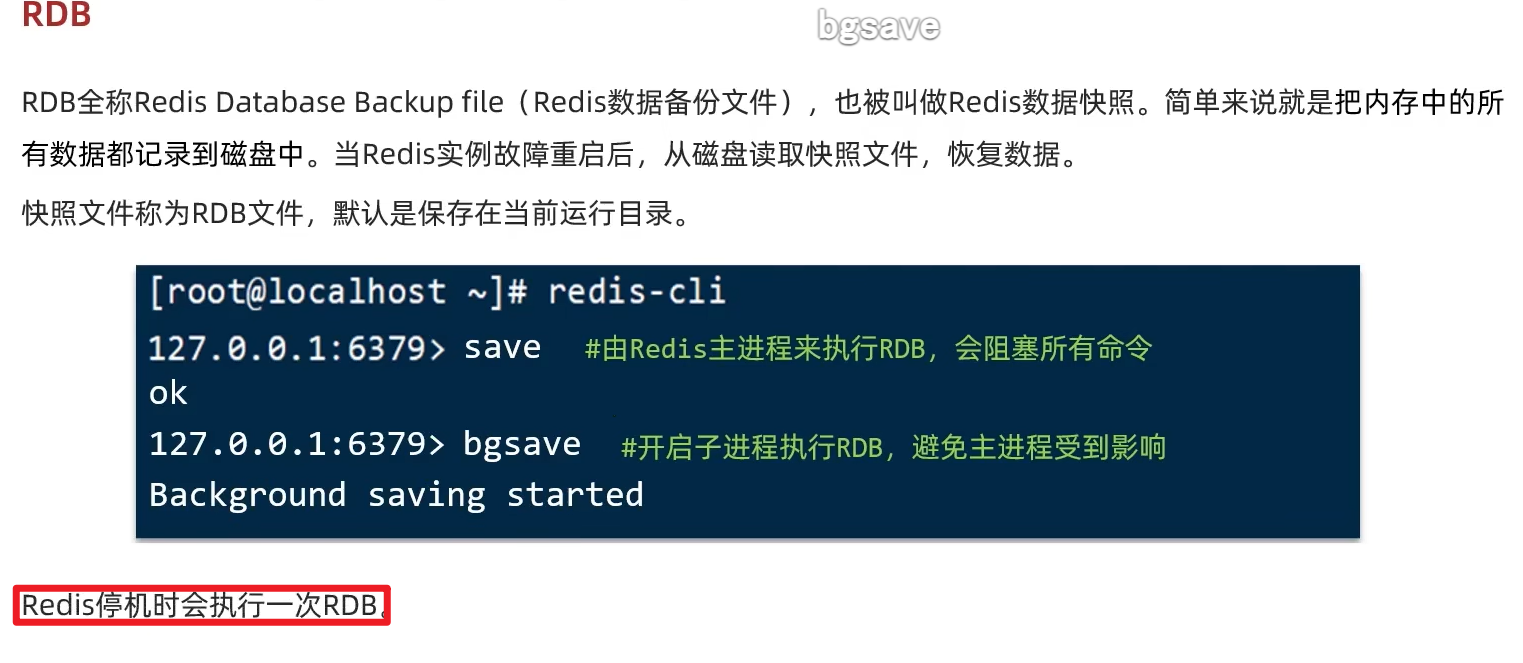 RDB
bgsave
RDB全称Redis Database Backup file（Redis数据备份文件），也被叫做Redis数据快照。简单来说就是把内存中的所
有数据都记录到磁盘中。当Redis实例故障重启后，从磁盘读取快照文件，恢复数据。
快照文件称为RDB文件，默认是保存在当前运行目录。
[root@localhost ~]# redis-cli
127.0.0.1:6379> save #由Redis主进程来执行RDB，会阻塞所有命令
ok
127.0.0.1:6379> bgsave #开启子进程执行RDB，避免主进程受到影响
Background saving started
Redis停机时会执行一次RDB。